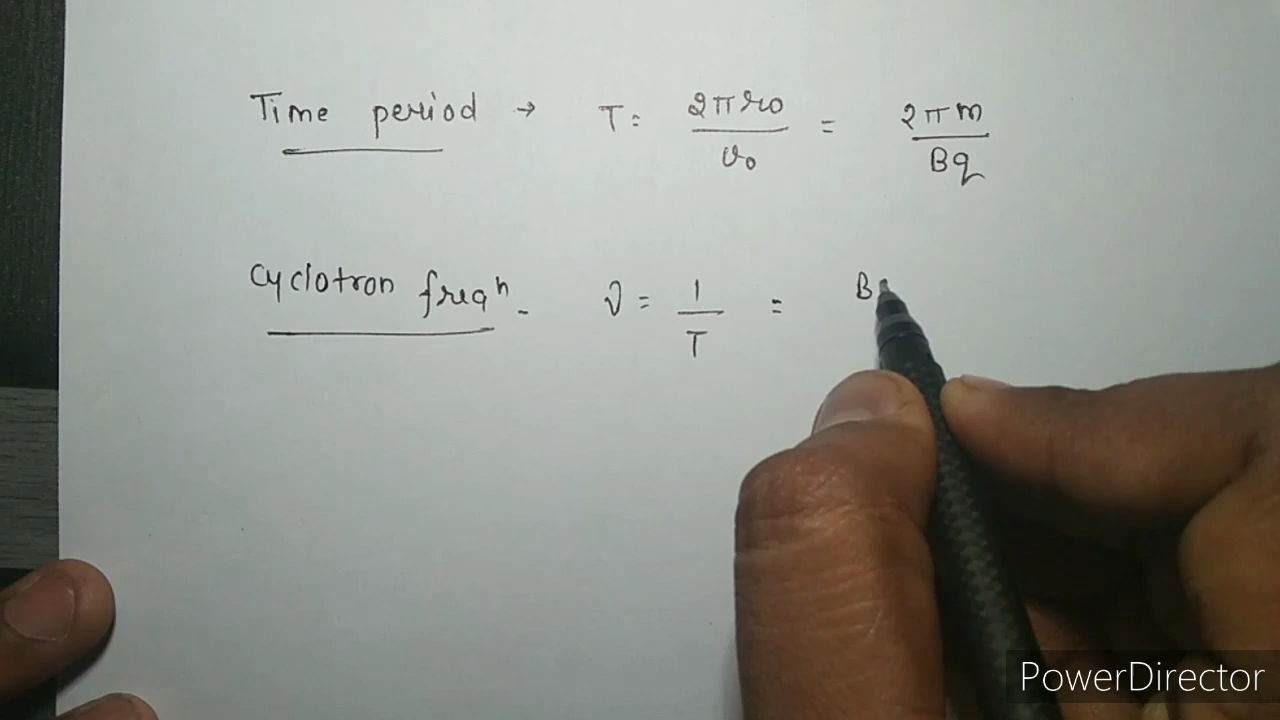 Time period → T = 2πr0 / v0 = 2πm / Bq
Cyclotron freqn - ν = 1 / T = B
PowerDirector